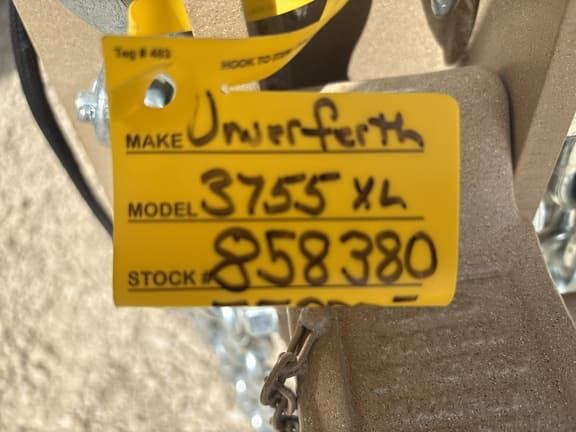 Tag # 483
HOOK TO
MAKE Unverferth
MODEL 3755 XL
STOCK # 858380